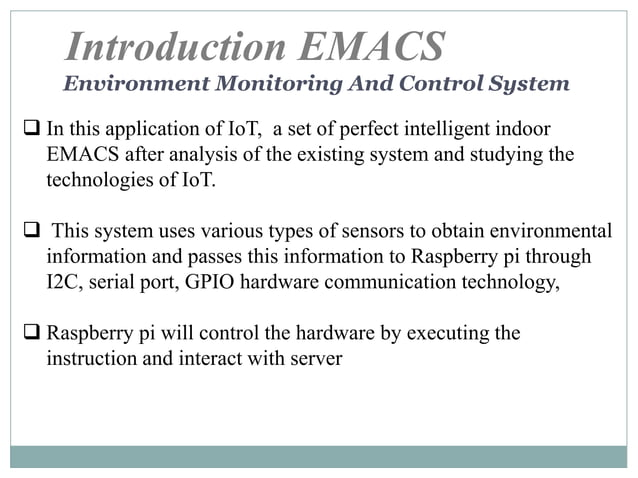 Introduction EMACS
Environment Monitoring And Control System
In this application of IoT,  a set of perfect intelligent indoor
EMACS after analysis of the existing system and studying the
technologies of IoT.
This system uses various types of sensors to obtain environmental
information and passes this information to Raspberry pi through
I2C, serial port, GPIO hardware communication technology,
Raspberry pi will control the hardware by executing the
instruction and interact with server